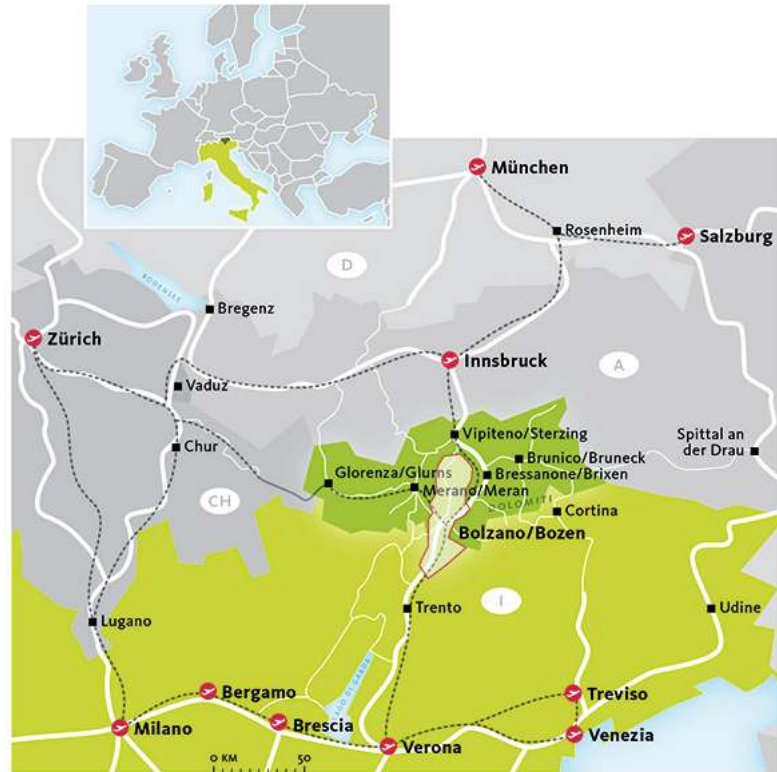 München
Rosenheim
Salzburg
D
BODENSEE
Bregenz
Zürich
Innsbruck
A
Vaduz
Chur
Vipiteno/Sterzing
Brunico/Bruneck
Spittal an
der Drau
Glorenza/Glurns
Bressanone/Brixen
Merano/Meran
CH
DOLOMITI
Cortina
Bolzano/Bozen
I
Trento
Udine
Lugano
LAGO DI GARDA
Bergamo
Treviso
Milano
Brescia
Verona
Venezia
0 KM 50